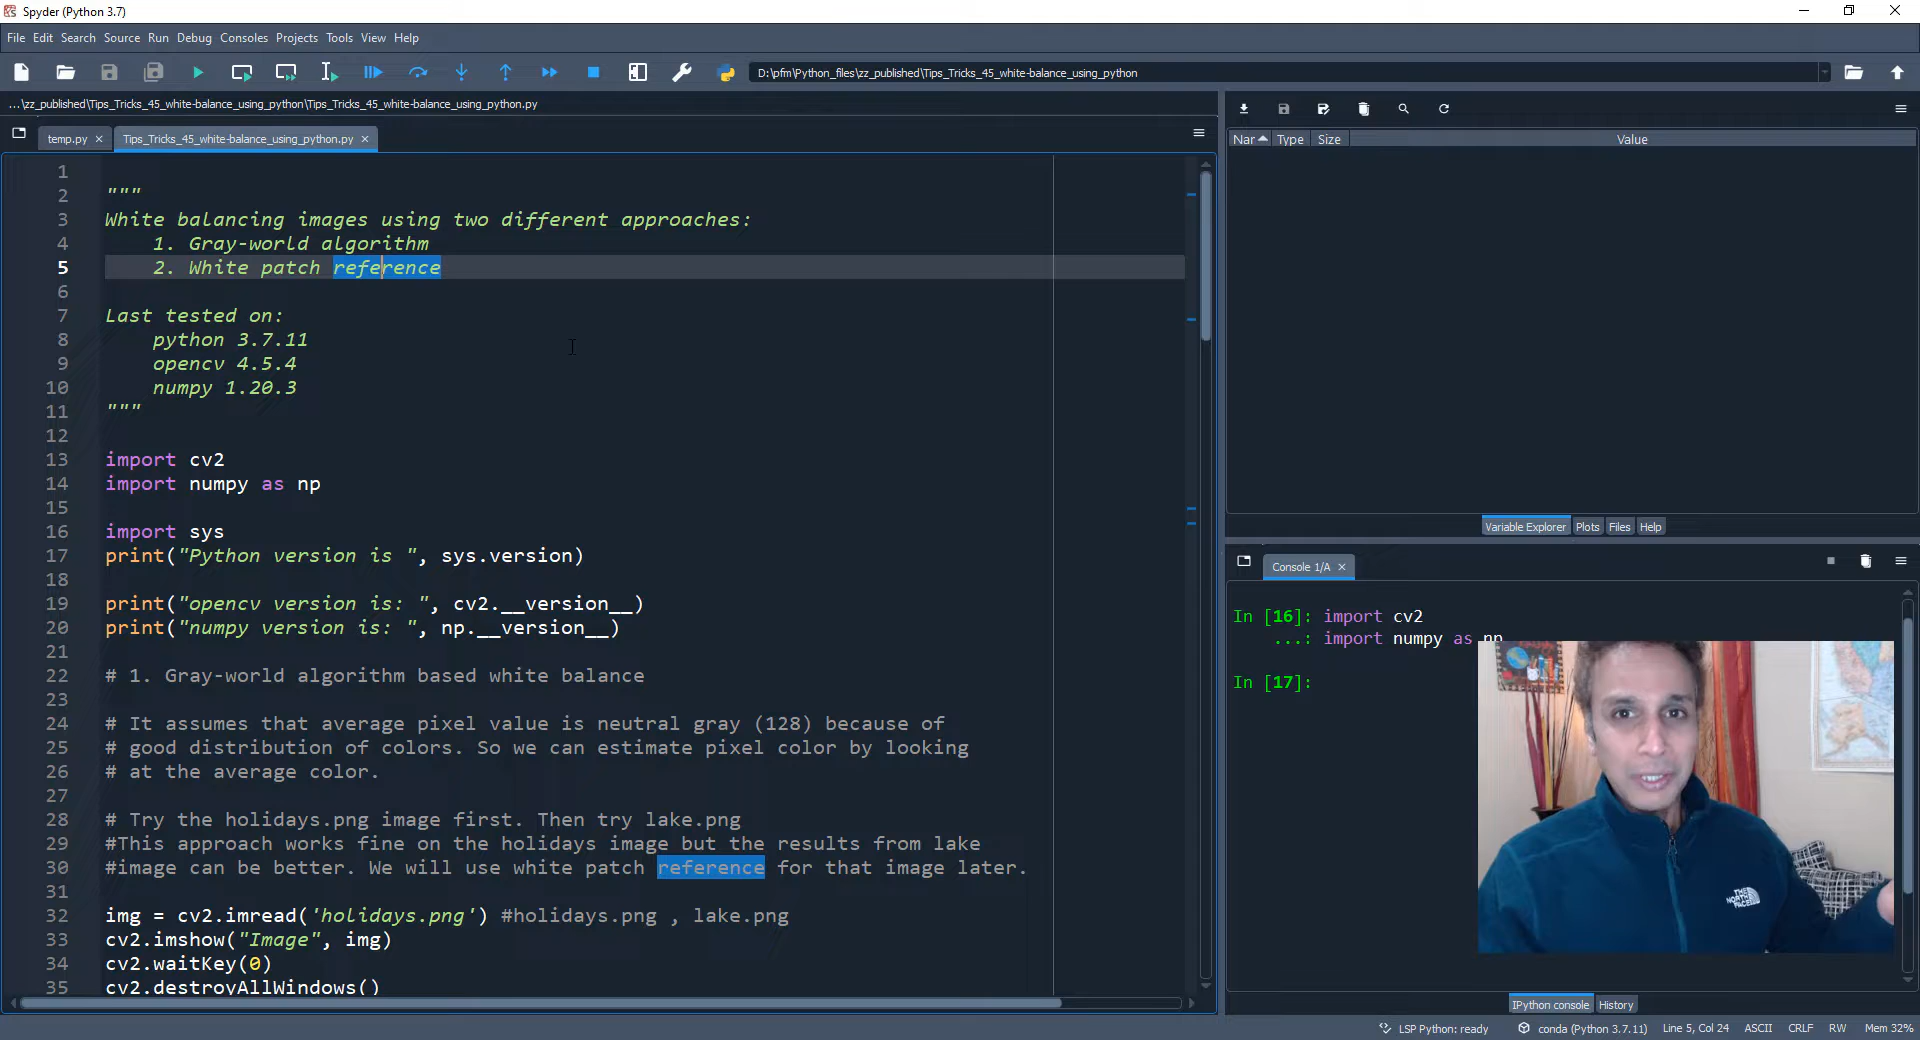 Spyder (Python 3.7)
File Edit Search Source Run Debug Consoles Projects Tools View Help
D:\pfm\Python_files\zz_published\Tips_Tricks_45_white-balance_using_python
...\zz_published\Tips_Tricks_45_white-balance_using_python\Tips_Tricks_45_white-balance_using_python.py
temp.py
Tips_Tricks_45_white-balance_using_python.py
1
2 """
3 White balancing images using two different approaches:
4 1. Gray-world algorithm
5 2. White patch reference
6
7 Last tested on:
8 python 3.7.11
9 opencv 4.5.4
10 numpy 1.20.3
11 """
12
13 import cv2
14 import numpy as np
15
16 import sys
17 print("Python version is ", sys.version)
18
19 print("opencv version is: ", cv2.__version__)
20 print("numpy version is: ", np.__version__)
21
22 # 1. Gray-world algorithm based white balance
23
24 # It assumes that average pixel value is neutral gray (128) because of
25 # good distribution of colors. So we can estimate pixel color by looking
26 # at the average color.
27
28 # Try the holidays.png image first. Then try lake.png
29 #This approach works fine on the holidays image but the results from lake
30 #image can be better. We will use white patch reference for that image later.
31
32 img = cv2.imread('holidays.png') #holidays.png , lake.png
33 cv2.imshow("Image", img)
34 cv2.waitKey(0)
35 cv2.destroyAllWindows()
Nar Type Size Value
Variable Explorer Plots Files Help
Console 1/A
In [16]: import cv2
...: import numpy as np
In [17]:
THE NORTH FACE
IPython console History
LSP Python: ready conda (Python 3.7.11) Line 5, Col 24 ASCII CRLF RW Mem 32%